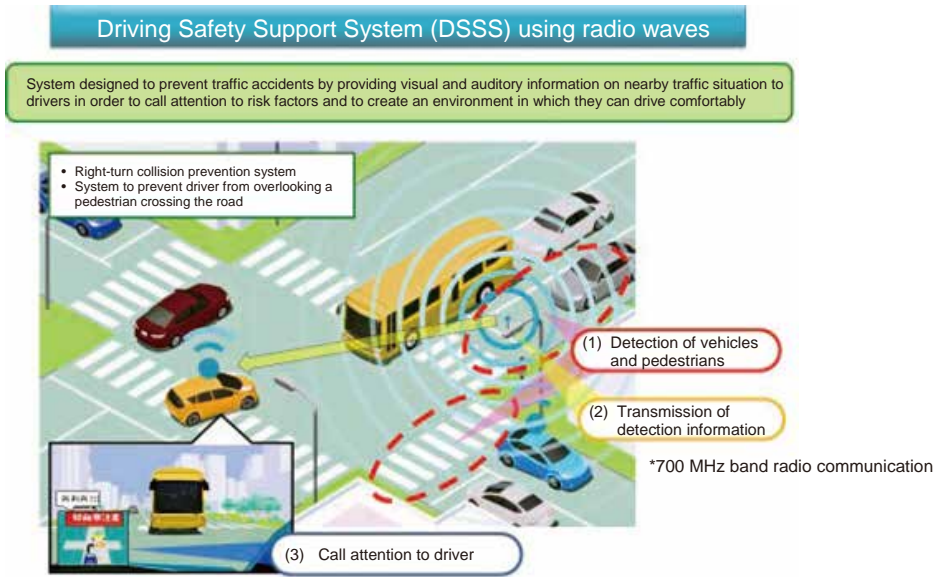 Driving Safety Support System (DSSS) using radio waves
System designed to prevent traffic accidents by providing visual and auditory information on nearby traffic situation to
drivers in order to call attention to risk factors and to create an environment in which they can drive comfortably
• Right-turn collision prevention system
• System to prevent driver from overlooking a
pedestrian crossing the road
(1) Detection of vehicles
and pedestrians
(2) Transmission of
detection information
*700 MHz band radio communication
(3) Call attention to driver